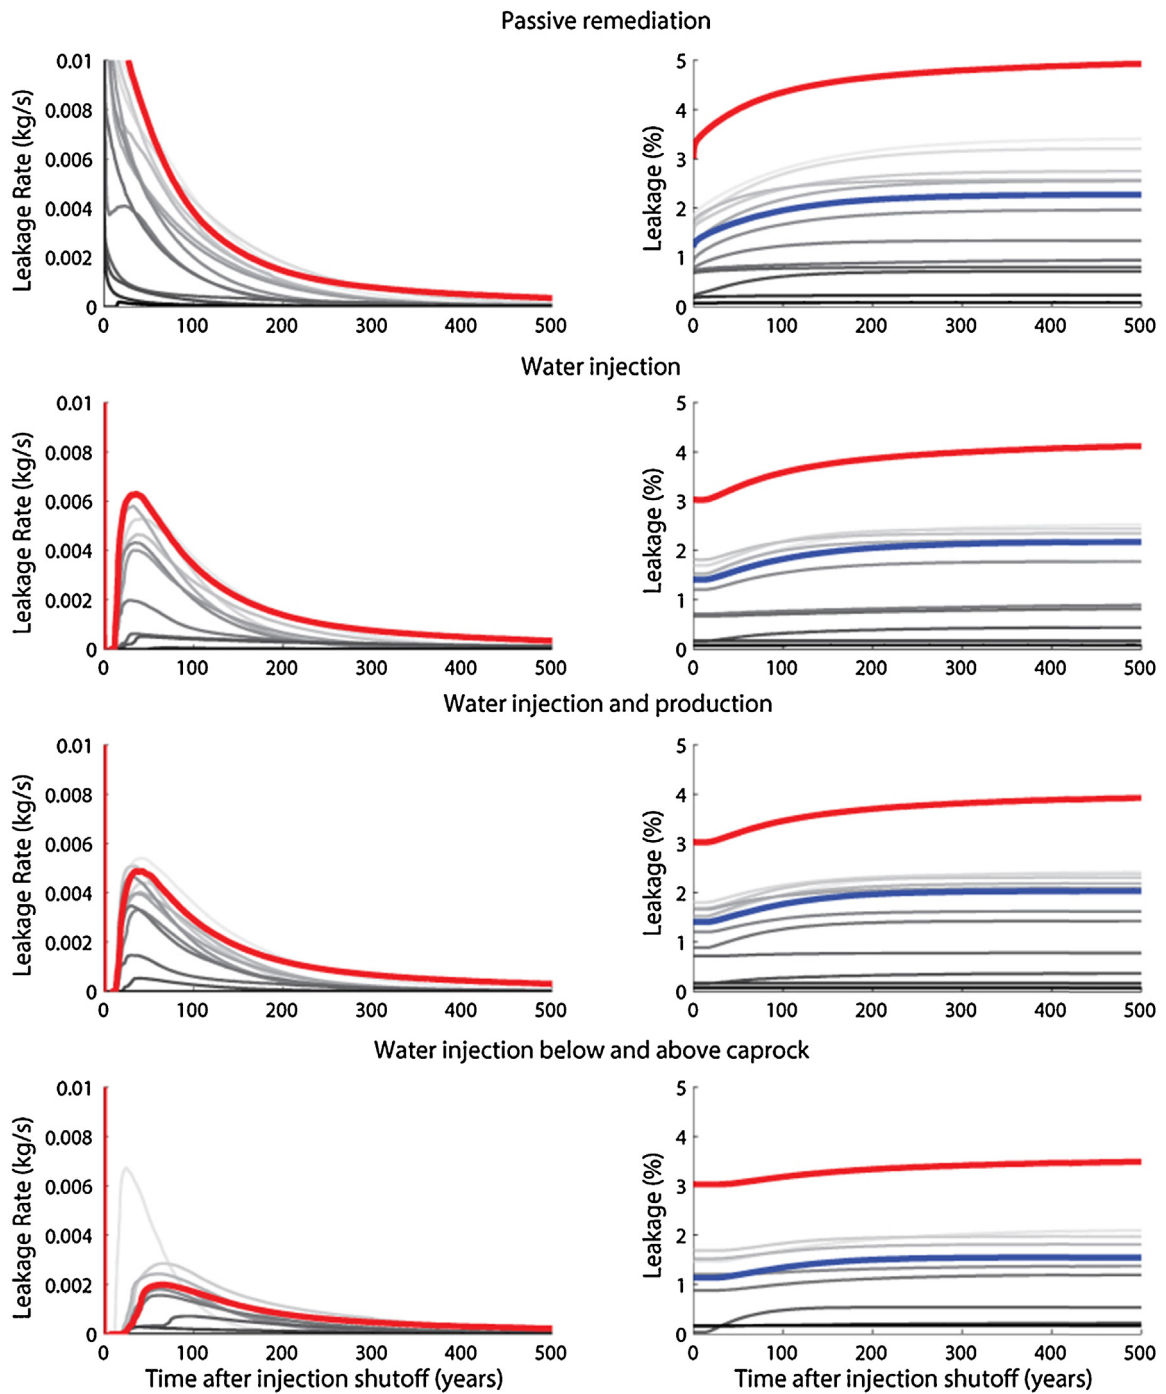 Passive remediation
Leakage Rate (kg/s)
0.01
0.008
0.006
0.004
0.002
0
0 100 200 300 400 500
Leakage (%)
5
4
3
2
1
0
0 100 200 300 400 500
Water injection
Leakage Rate (kg/s)
0.01
0.008
0.006
0.004
0.002
0
0 100 200 300 400 500
Leakage (%)
5
4
3
2
1
0
0 100 200 300 400 500
Water injection and production
Leakage Rate (kg/s)
0.01
0.008
0.006
0.004
0.002
0
0 100 200 300 400 500
Leakage (%)
5
4
3
2
1
0
0 100 200 300 400 500
Water injection below and above caprock
Leakage Rate (kg/s)
0.01
0.008
0.006
0.004
0.002
0
0 100 200 300 400 500
Time after injection shutoff (years)
Leakage (%)
5
4
3
2
1
0
0 100 200 300 400 500
Time after injection shutoff (years)